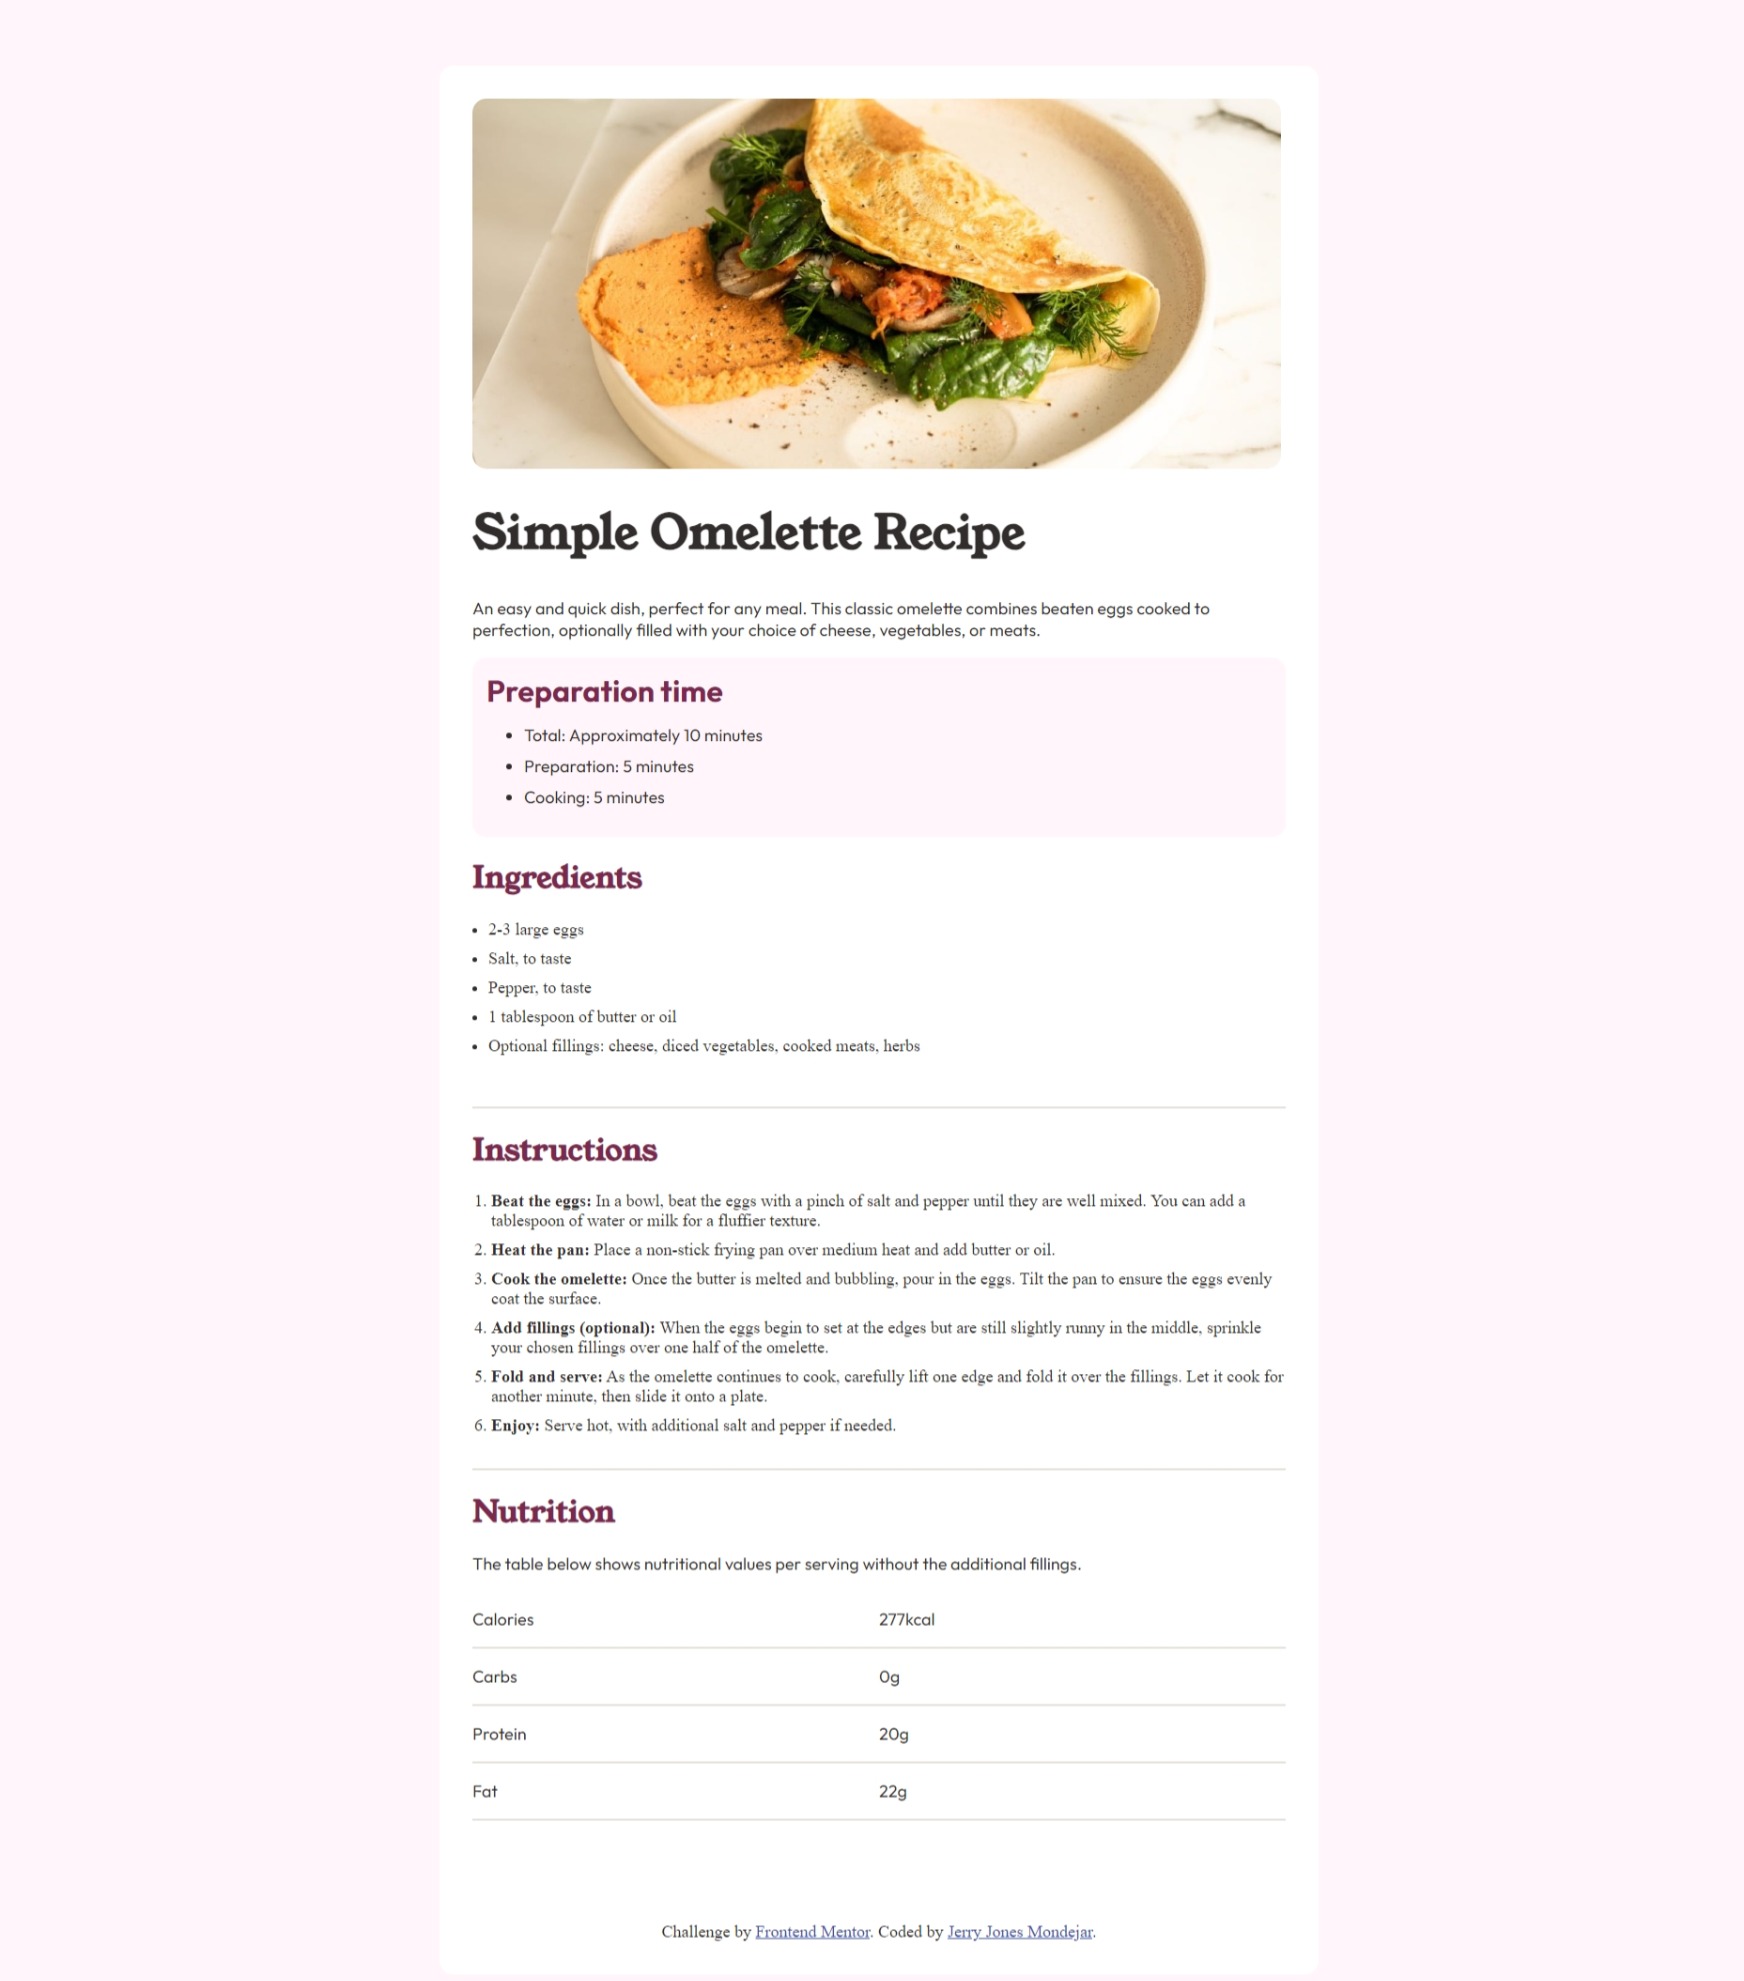 Simple Omelette Recipe
An easy and quick dish, perfect for any meal. This classic omelette combines beaten eggs cooked to
perfection, optionally filled with your choice of cheese, vegetables, or meats.
Preparation time
• Total: Approximately 10 minutes
• Preparation: 5 minutes
• Cooking: 5 minutes
Ingredients
• 2-3 large eggs
• Salt, to taste
• Pepper, to taste
• 1 tablespoon of butter or oil
• Optional fillings: cheese, diced vegetables, cooked meats, herbs
Instructions
1. Beat the eggs: In a bowl, beat the eggs with a pinch of salt and pepper until they are well mixed. You can add a
tablespoon of water or milk for a fluffier texture.
2. Heat the pan: Place a non-stick frying pan over medium heat and add butter or oil.
3. Cook the omelette: Once the butter is melted and bubbling, pour in the eggs. Tilt the pan to ensure the eggs evenly
coat the surface.
4. Add fillings (optional): When the eggs begin to set at the edges but are still slightly runny in the middle, sprinkle
your chosen fillings over one half of the omelette.
5. Fold and serve: As the omelette continues to cook, carefully lift one edge and fold it over the fillings. Let it cook for
another minute, then slide it onto a plate.
6. Enjoy: Serve hot, with additional salt and pepper if needed.
Nutrition
The table below shows nutritional values per serving without the additional fillings.
Calories 277kcal
Carbs 0g
Protein 20g
Fat 22g
Challenge by Frontend Mentor. Coded by Jerry Jones Mondejar.